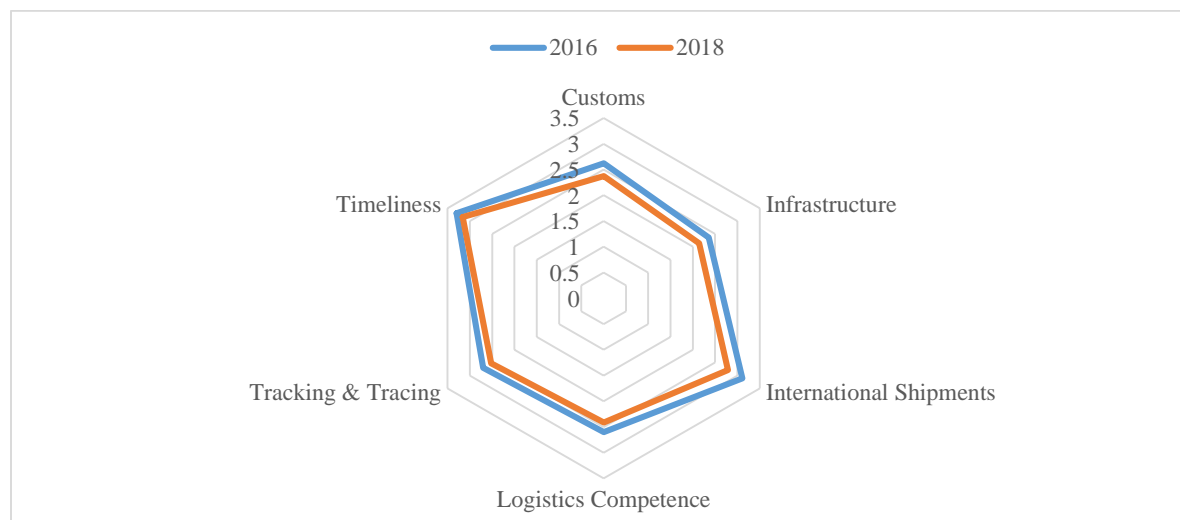 2016 2018
Customs
3.5
3
2.5
2
1.5
1
0.5
0
Timeliness
Infrastructure
Tracking & Tracing
International Shipments
Logistics Competence